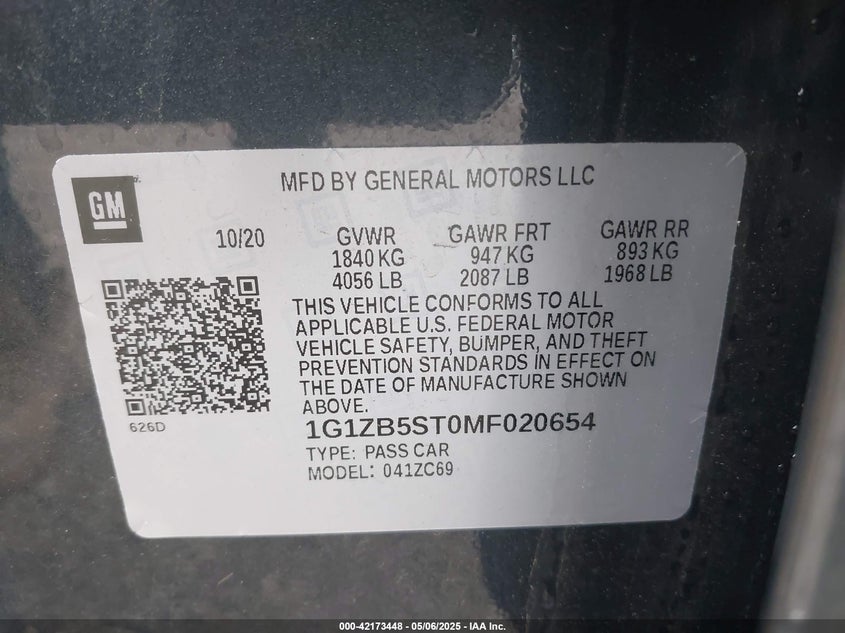 MFD BY GENERAL MOTORS LLC
GM
10/20 GVWR GAWR FRT GAWR RR
1840 KG 947 KG 893 KG
4056 LB 2087 LB 1968 LB
THIS VEHICLE CONFORMS TO ALL
APPLICABLE U.S. FEDERAL MOTOR
VEHICLE SAFETY, BUMPER, AND THEFT
PREVENTION STANDARDS IN EFFECT ON
THE DATE OF MANUFACTURE SHOWN
ABOVE.
626D
1G1ZB5ST0MF020654
TYPE: PASS CAR
MODEL: 041ZC69
000-42173448 - 05/06/2025 - IAA Inc.